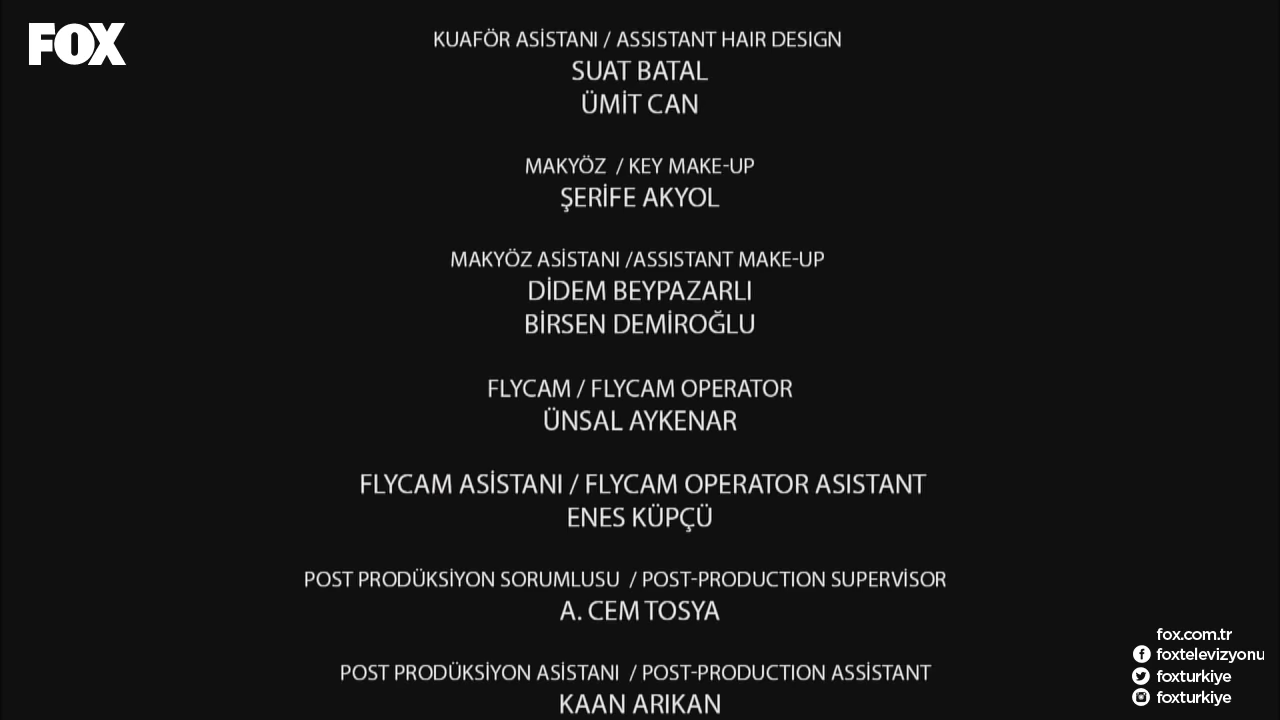 FOX
KUAFÖR ASİSTANI / ASSISTANT HAIR DESIGN
SUAT BATAL
ÜMİT CAN
MAKYÖZ / KEY MAKE-UP
ŞERİFE AKYOL
MAKYÖZ ASİSTANI /ASSISTANT MAKE-UP
DİDEM BEYPAZARLI
BİRSEN DEMİROĞLU
FLYCAM / FLYCAM OPERATOR
ÜNSAL AYKENAR
FLYCAM ASİSTANI / FLYCAM OPERATOR ASISTANT
ENES KÜPÇÜ
POST PRODÜKSİYON SORUMLUSU / POST-PRODUCTION SUPERVİSOR
A. CEM TOSYA
POST PRODÜKSİYON ASİSTANI / POST-PRODUCTION ASSİSTANT
KAAN ARIKAN
fox.com.tr
foxtelevizyonu
foxturkiye
foxturkiye